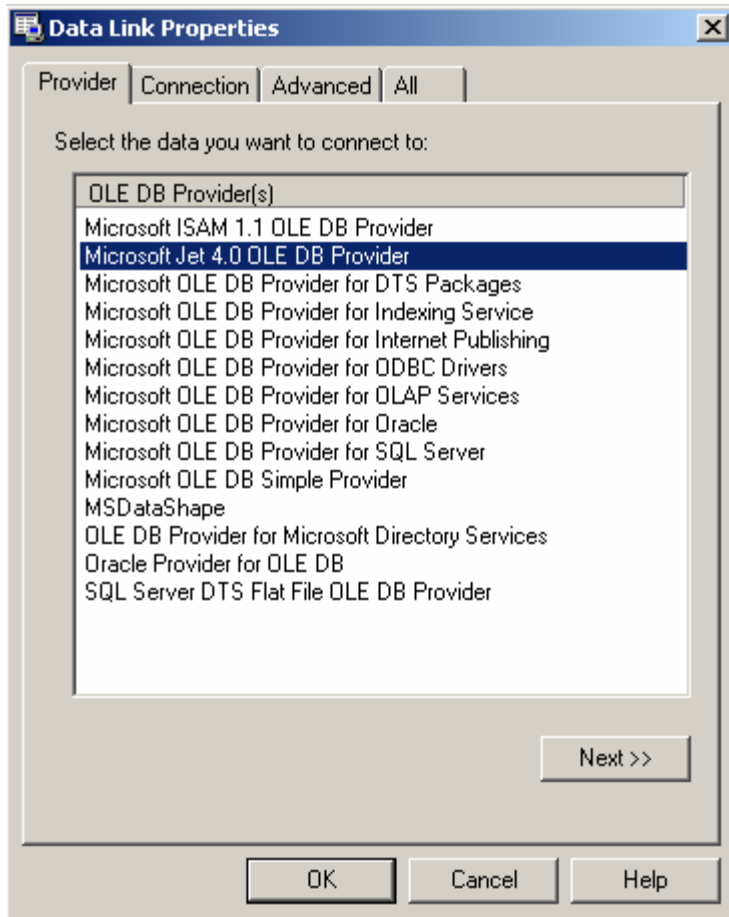 Data Link Properties
Provider Connection Advanced All
Select the data you want to connect to:
OLE DB Provider(s)
Microsoft ISAM 1.1 OLE DB Provider
Microsoft Jet 4.0 OLE DB Provider
Microsoft OLE DB Provider for DTS Packages
Microsoft OLE DB Provider for Indexing Service
Microsoft OLE DB Provider for Internet Publishing
Microsoft OLE DB Provider for ODBC Drivers
Microsoft OLE DB Provider for OLAP Services
Microsoft OLE DB Provider for Oracle
Microsoft OLE DB Provider for SQL Server
Microsoft OLE DB Simple Provider
MSDataShape
OLE DB Provider for Microsoft Directory Services
Oracle Provider for OLE DB
SQL Server DTS Flat File OLE DB Provider
Next >>
OK Cancel Help